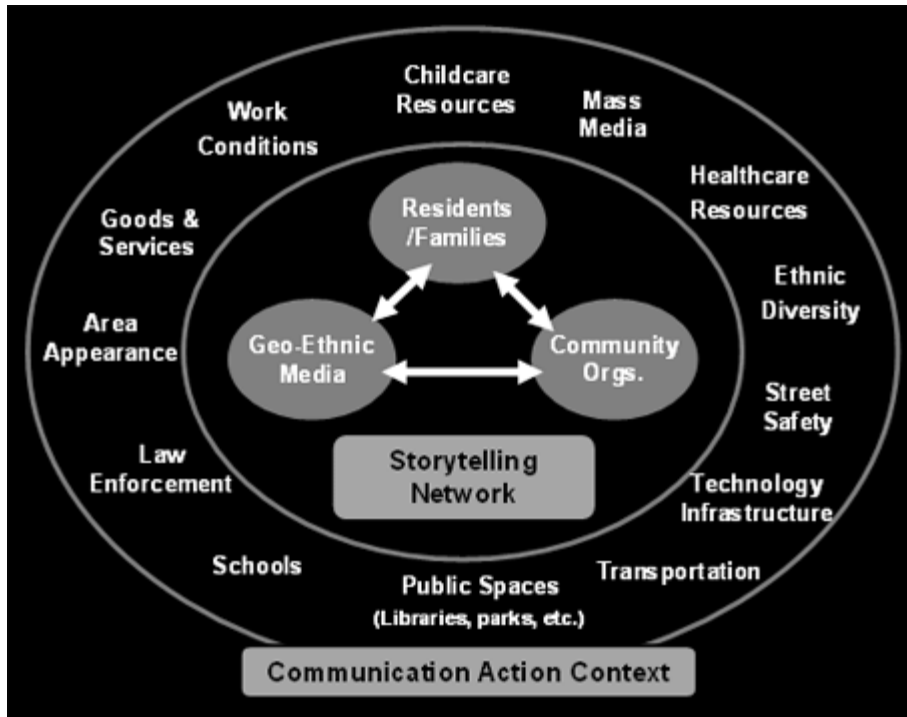 Childcare
Resources
Mass
Media
Work
Conditions
Healthcare
Resources
Residents
/Families
Goods &
Services
Ethnic
Diversity
Area
Appearance
Geo-Ethnic
Media
Community
Orgs.
Street
Safety
Law
Enforcement
Storytelling
Network
Technology
Infrastructure
Schools
Public Spaces
(Libraries, parks, etc.)
Transportation
Communication Action Context